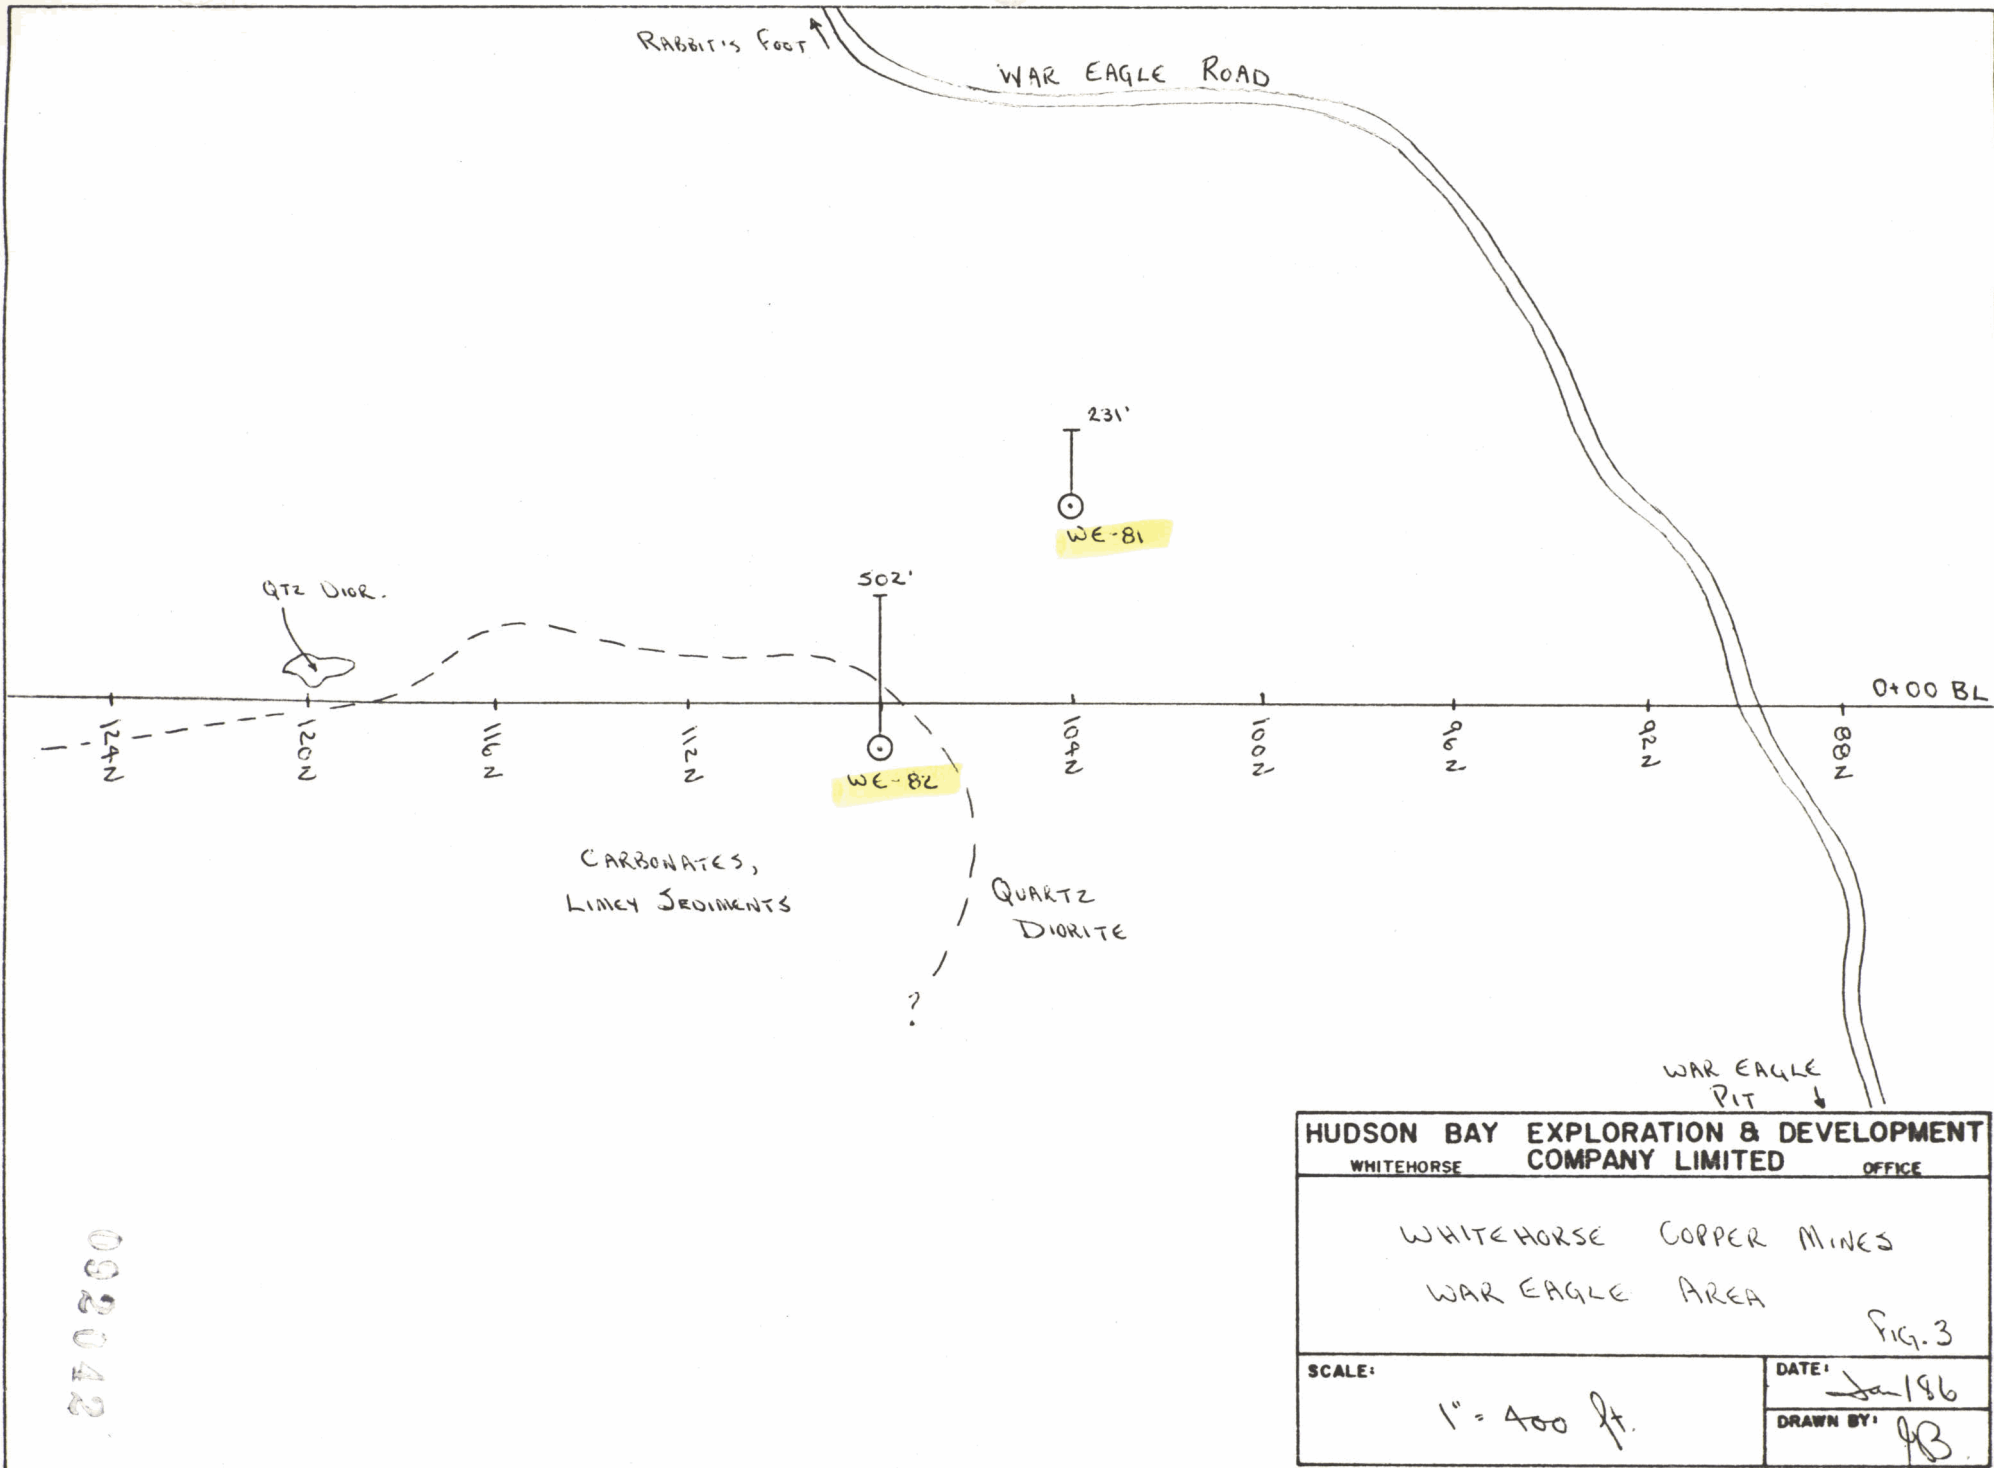 RABBIT'S FOOT
WAR EAGLE ROAD
231'
WE-81
502'
QTZ DIOR.
0+00 BL
124N
120N
116N
112N
104N
100N
96N
92N
88N
WE-82
CARBONATES,
LIMEY SEDIMENTS
QUARTZ
DIORITE
?
WAR EAGLE
PIT
HUDSON BAY EXPLORATION & DEVELOPMENT
COMPANY LIMITED
WHITEHORSE OFFICE
WHITEHORSE COPPER MINES
WAR EAGLE AREA
FIG. 3
SCALE:
1" = 400 ft.
DATE: Jan/86
DRAWN BY: JB.
092042